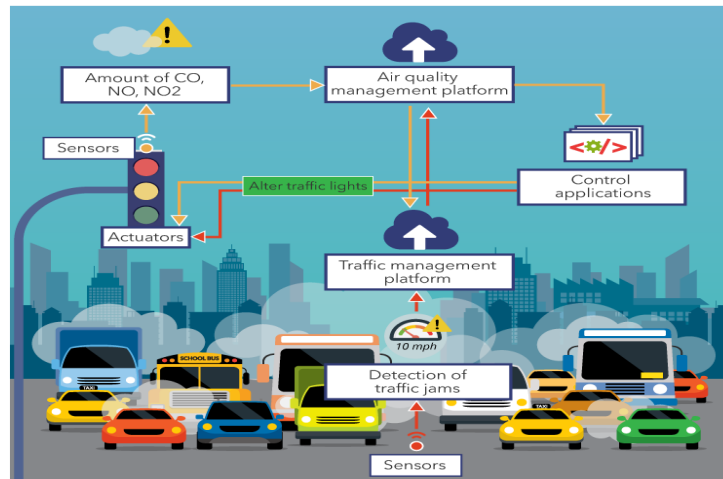 Amount of CO,
NO, NO2
Air quality
management platform
Sensors
</>
Alter traffic lights
Control
applications
Actuators
Traffic management
platform
10 mph
SCHOOL BUS
Detection of
traffic jams
TAXI
TAXI
Sensors